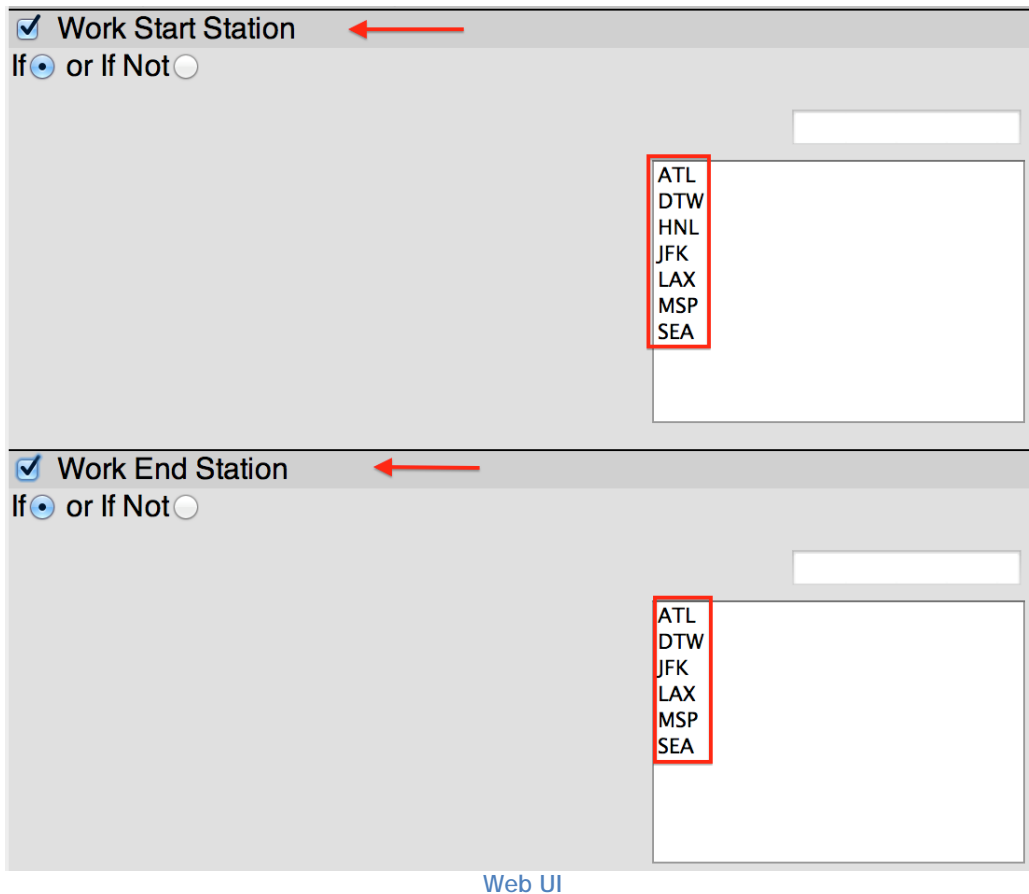 Work Start Station
If or If Not
ATL
DTW
HNL
JFK
LAX
MSP
SEA
Work End Station
If or If Not
ATL
DTW
JFK
LAX
MSP
SEA
Web UI